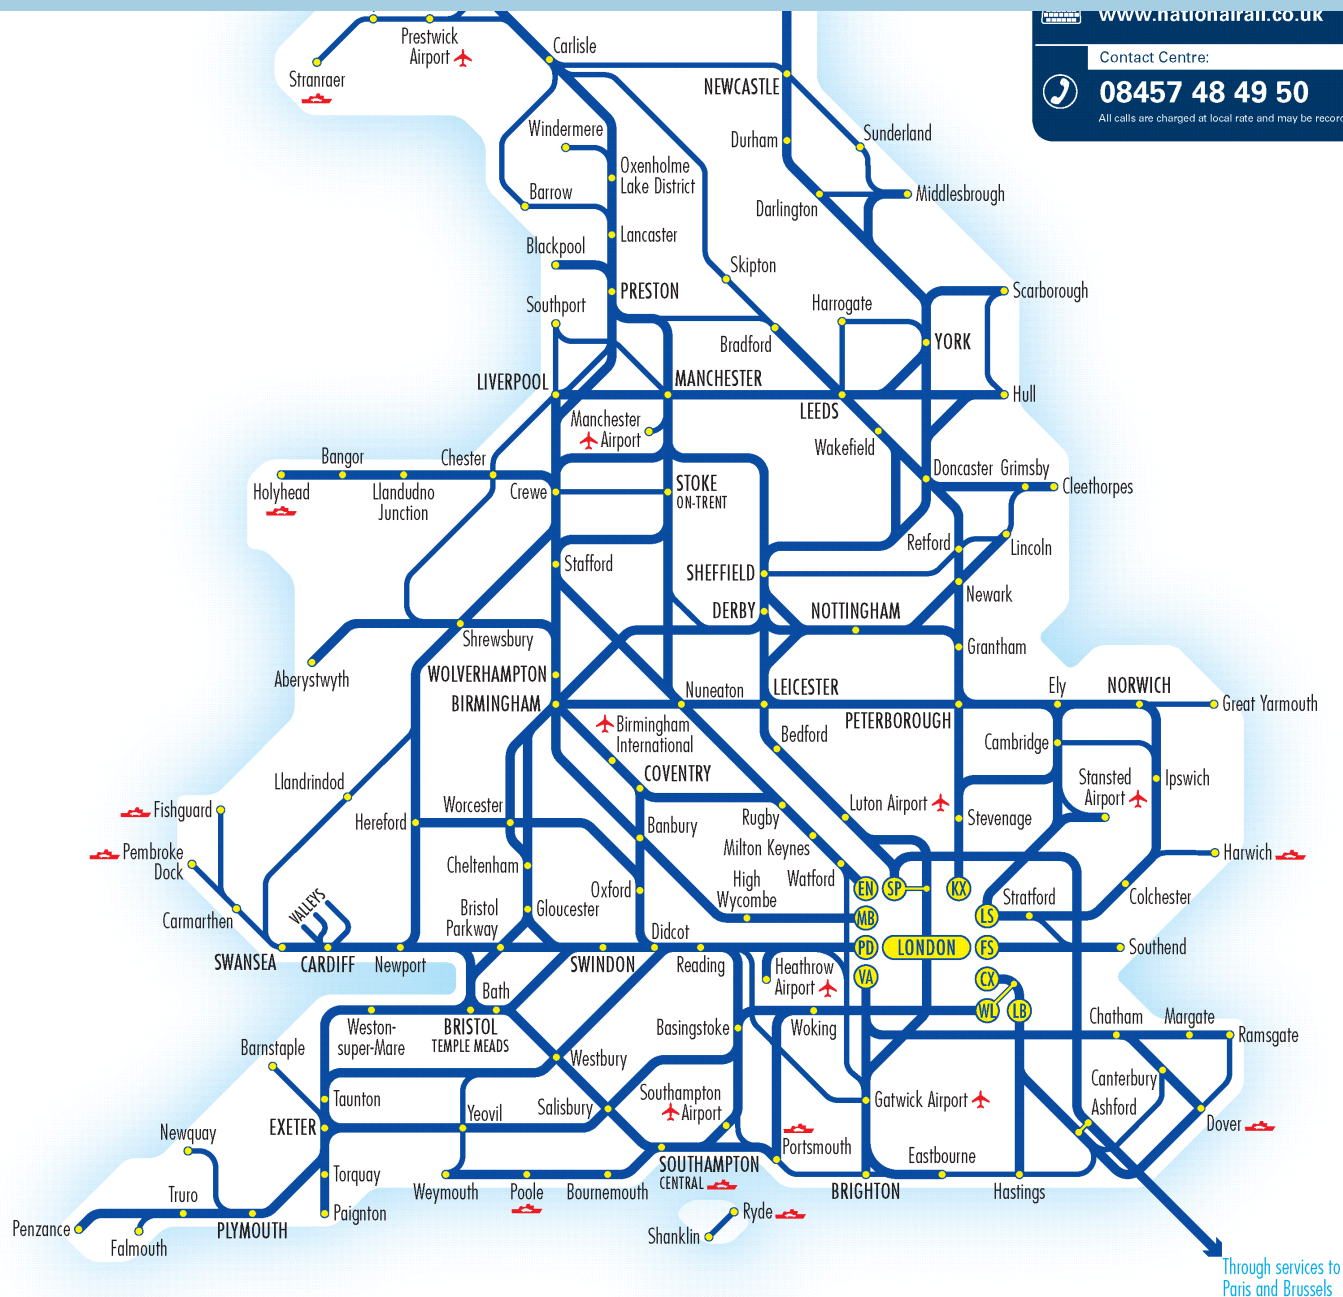 www.nationalrail.co.uk
Contact Centre:
08457 48 49 50
All calls are charged at local rate and may be
Prestwick
Airport
Stranraer
Carlisle
NEWCASTLE
Windermere
Durham
Sunderland
Oxenholme
Lake District
Barrow
Darlington
Middlesbrough
Lancaster
Blackpool
Skipton
PRESTON
Scarborough
Southport
Harrogate
Bradford
YORK
LIVERPOOL
MANCHESTER
LEEDS
Hull
Manchester
Airport
Wakefield
Bangor
Chester
Doncaster
Grimsby
Holyhead
Llandudno
Junction
Crewe
STOKE
ON-TRENT
Cleethorpes
Retford
Lincoln
Stafford
SHEFFIELD
Newark
DERBY
NOTTINGHAM
Shrewsbury
Grantham
Aberystwyth
WOLVERHAMPTON
BIRMINGHAM
Nuneaton
LEICESTER
Ely
NORWICH
Great Yarmouth
PETERBOROUGH
Birmingham
International
Bedford
Cambridge
COVENTRY
Stansted
Airport
Ipswich
Llandrindod
Fishguard
Worcester
Luton Airport
Hereford
Banbury
Rugby
Stevenage
Milton Keynes
Pembroke
Dock
Cheltenham
Watford
Harwich
High
Wycombe
Oxford
EN
SP
KX
Stratford
Colchester
VALLEYS
Carmarthen
Bristol
Parkway
Gloucester
MB
LS
Didcot
PD
LONDON
FS
Southend
SWANSEA
CARDIFF
Newport
SWINDON
Reading
Heathrow
Airport
VA
CX
Bath
WL
LB
Weston-
super-Mare
BRISTOL
TEMPLE MEADS
Basingstoke
Woking
Chatham
Margate
Ramsgate
Barnstaple
Westbury
Canterbury
Taunton
Yeovil
Salisbury
Southampton
Airport
Gatwick Airport
Ashford
EXETER
Dover
Newquay
Portsmouth
Torquay
SOUTHAMPTON
CENTRAL
Eastbourne
Truro
Weymouth
Poole
Bournemouth
BRIGHTON
Hastings
Penzance
Falmouth
PLYMOUTH
Paignton
Ryde
Shanklin
Through services to
Paris and Brussels